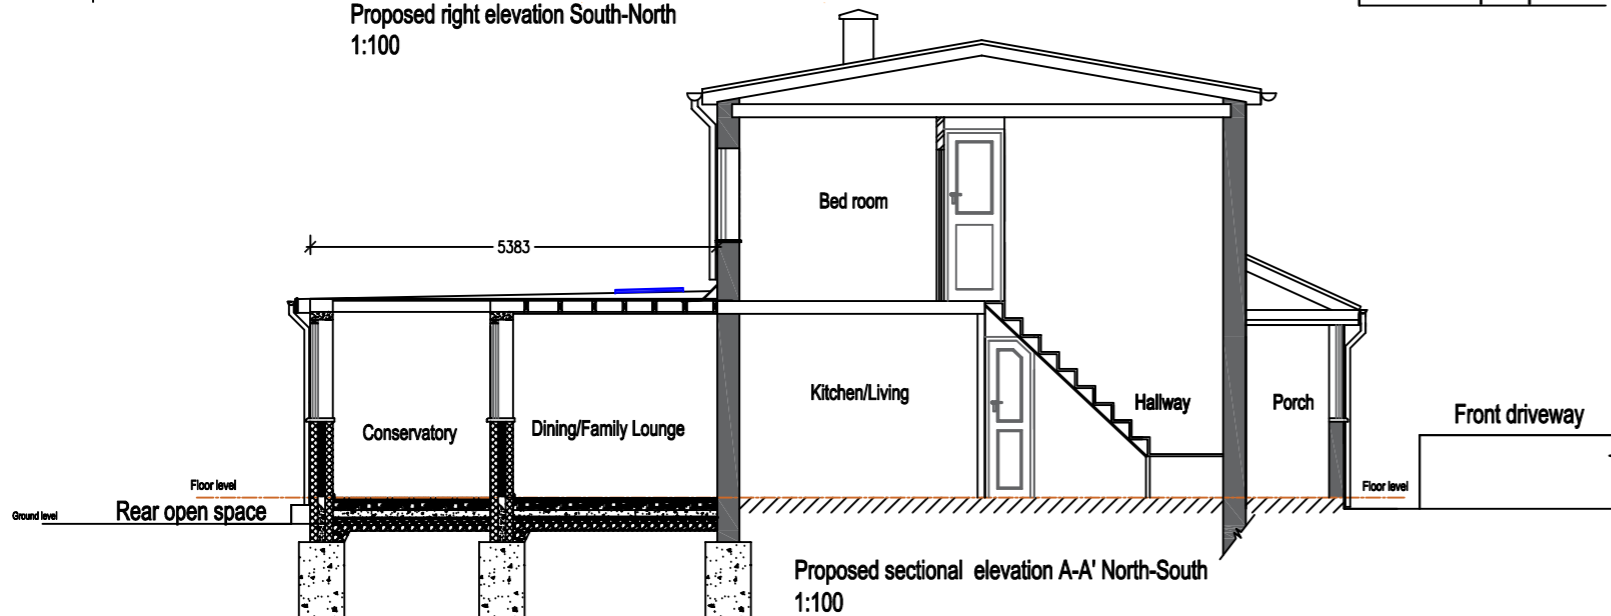 Proposed right elevation South-North
1:100
Bed room
5383
Kitchen/Living
Hallway
Porch
Front driveway
Conservatory
Dining/Family Lounge
Floor level
Floor level
Ground level
Rear open space
Proposed sectional elevation A-A' North-South
1:100